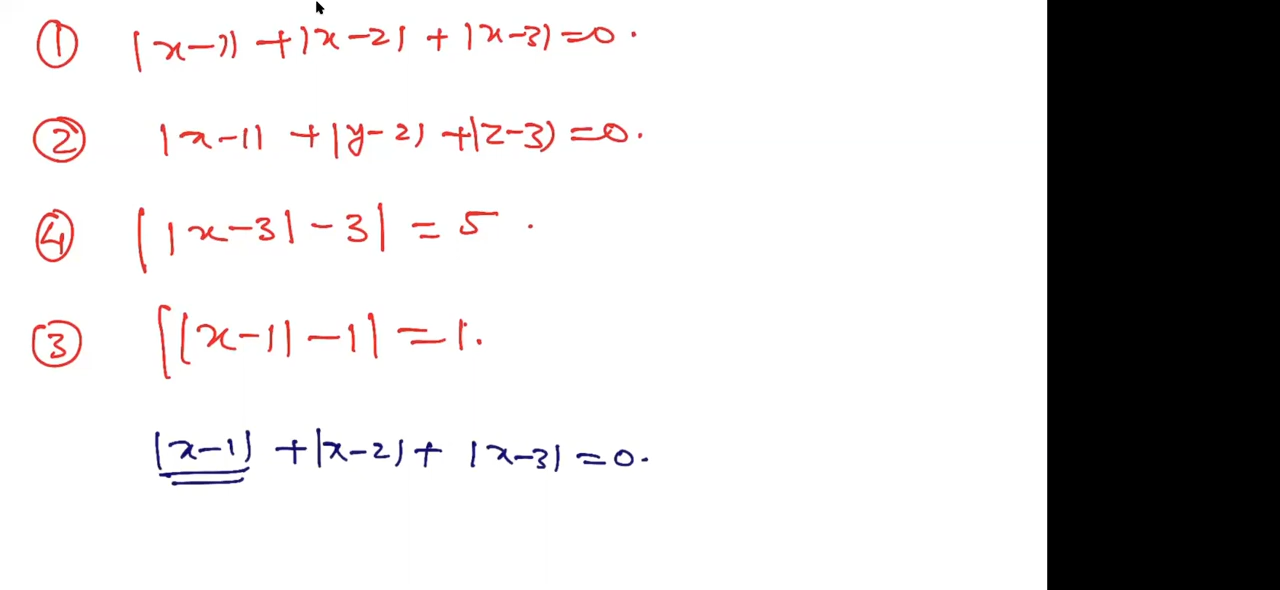 ① |x-1| + |x-2| + |x-3| = 0.
② |x-1| + |y-2| + |z-3| = 0.
④ ||x-3| - 3| = 5.
③ ||x-1| - 1| = 1.
|x-1| + |x-2| + |x-3| = 0.